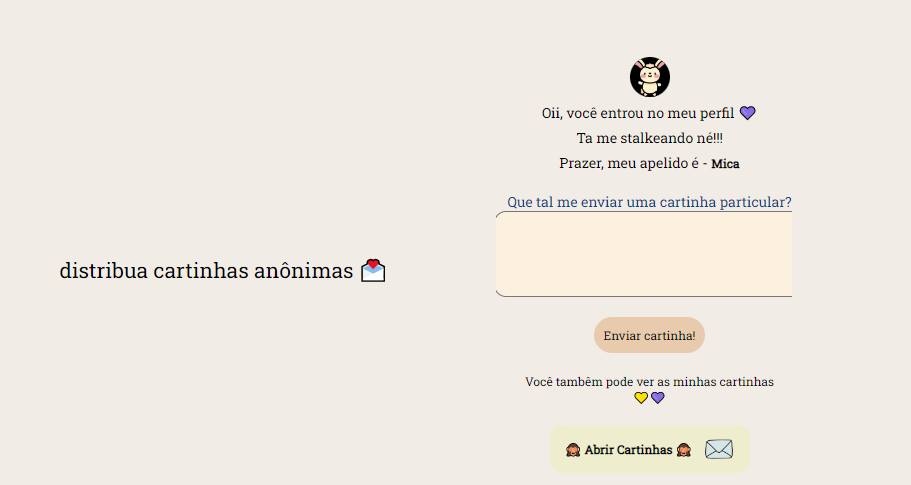 distribua cartinhas anônimas 💌
Oii, você entrou no meu perfil 💜
Ta me stalkeando né!!!
Prazer, meu apelido é - Mica
Que tal me enviar uma cartinha particular?
Enviar cartinha!
Você também pode ver as minhas cartinhas
💛💜
🙈 Abrir Cartinhas 🙈 ✉️